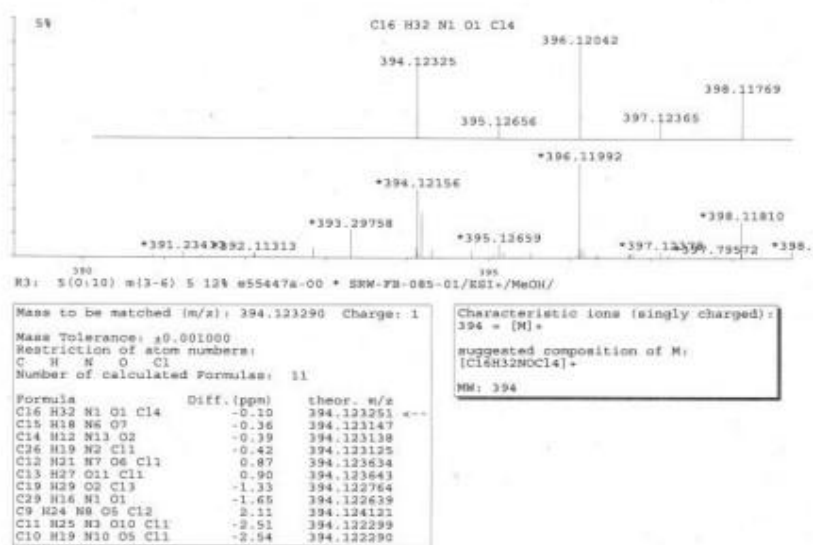 5%
C16 H32 N1 O1 Cl4
396.12042
394.12325
398.11769
395.12656
397.12365
*396.11992
*394.12156
*398.11810
*393.29758
*395.12659
*392.11313
*397.79572
*398.
390
395
R3: S(0:10) m(3-6) 5 12% e55447a-00 * SRW-FB-085-01/ESI+/MeOH/
Mass to be matched (m/z): 394.123290 Charge: 1
Mass Tolerance: ±0.001000
Restriction of atom numbers:
C H N O Cl
Number of calculated Formulas: 11
Formula Diff.(ppm) theor. m/z
C16 H32 N1 O1 Cl4 -0.10 394.123251 <--
C15 H18 N6 O7 -0.36 394.123147
C14 H12 N13 O2 -0.39 394.123138
C26 H19 N2 Cl1 -0.42 394.123125
C12 H21 N7 O6 Cl1 0.87 394.123634
C13 H27 O11 Cl1 0.90 394.123643
C19 H29 O2 Cl3 -1.33 394.122764
C29 H16 N1 O1 -1.65 394.122639
C9 H24 N8 O5 Cl2 2.11 394.124121
C11 H25 N3 O10 Cl1 -2.51 394.122299
C10 H19 N10 O5 Cl1 -2.54 394.122290
Characteristic ions (singly charged):
394 = [M]+
suggested composition of M:
[C16H32NOCl4]+
MW: 394